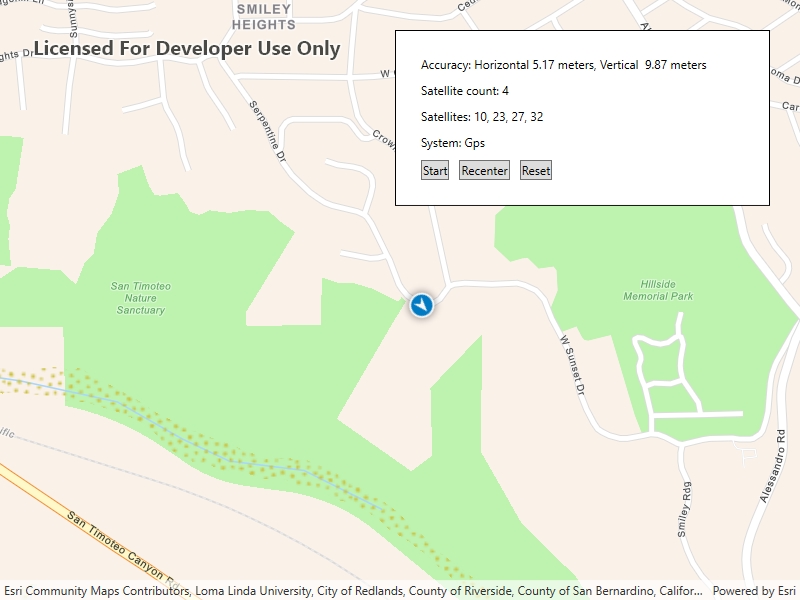 SMILEY
HEIGHTS
Licensed For Developer Use Only
Accuracy: Horizontal 5.17 meters, Vertical  9.87 meters
Satellite count: 4
Satellites: 10, 23, 27, 32
System: Gps
Start
Recenter
Reset
Serpentine Dr
San Timoteo
Nature
Sanctuary
Hillside
Memorial Park
W Sunset Dr
Alessandro Rd
Smiley Rdg
San Timoteo Canyon Rd
Esri Community Maps Contributors, Loma Linda University, City of Redlands, County of Riverside, County of San Bernardino, Califor...
Powered by Esri